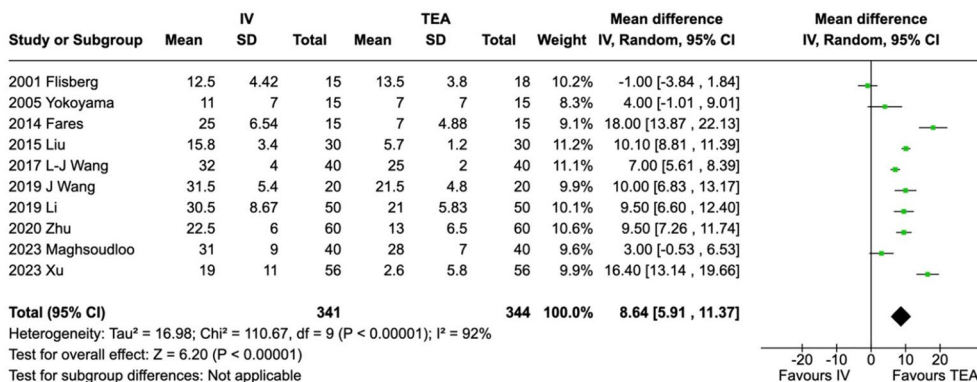 IV TEA Mean difference Mean difference
Study or Subgroup Mean SD Total Mean SD Total Weight IV, Random, 95% CI IV, Random, 95% CI
2001 Flisberg 12.5 4.42 15 13.5 3.8 18 10.2% -1.00 [-3.84 , 1.84]
2005 Yokoyama 11 7 15 7 7 15 8.3% 4.00 [-1.01 , 9.01]
2014 Fares 25 6.54 15 7 4.88 15 9.1% 18.00 [13.87 , 22.13]
2015 Liu 15.8 3.4 30 5.7 1.2 30 11.2% 10.10 [8.81 , 11.39]
2017 L-J Wang 32 4 40 25 2 40 11.1% 7.00 [5.61 , 8.39]
2019 J Wang 31.5 5.4 20 21.5 4.8 20 9.9% 10.00 [6.83 , 13.17]
2019 Li 30.5 8.67 50 21 5.83 50 10.1% 9.50 [6.60 , 12.40]
2020 Zhu 22.5 6 60 13 6.5 60 10.6% 9.50 [7.26 , 11.74]
2023 Maghsoudloo 31 9 40 28 7 40 9.6% 3.00 [-0.53 , 6.53]
2023 Xu 19 11 56 2.6 5.8 56 9.9% 16.40 [13.14 , 19.66]
Total (95% CI) 341 344 100.0% 8.64 [5.91 , 11.37]
Heterogeneity: Tau² = 16.98; Chi² = 110.67, df = 9 (P < 0.00001); I² = 92%
Test for overall effect: Z = 6.20 (P < 0.00001)
Test for subgroup differences: Not applicable
-20 -10 0 10 20
Favours IV Favours TEA